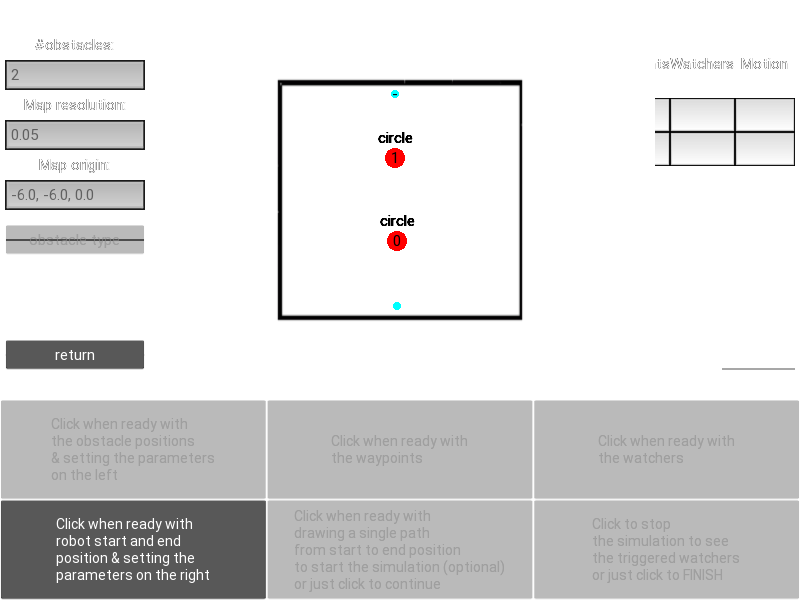 #obstacles:
2
Map resolution:
0.05
Map origin:
-6.0, -6.0, 0.0
obstacle type
return
circle
1
circle
0
Watchers Motion
Click when ready with
the obstacle positions
& setting the parameters
on the left
Click when ready with
the waypoints
Click when ready with
the watchers
Click when ready with
robot start and end
position & setting the
parameters on the right
Click when ready with
drawing a single path
from start to end position
to start the simulation (optional)
or just click to continue
Click to stop
the simulation to see
the triggered watchers
or just click to FINISH